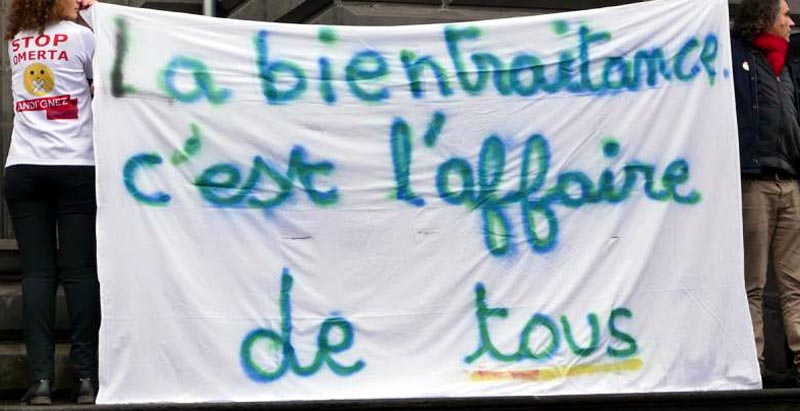 STOP
OMERTA
La bientraitance
c'est l'affaire
de tous